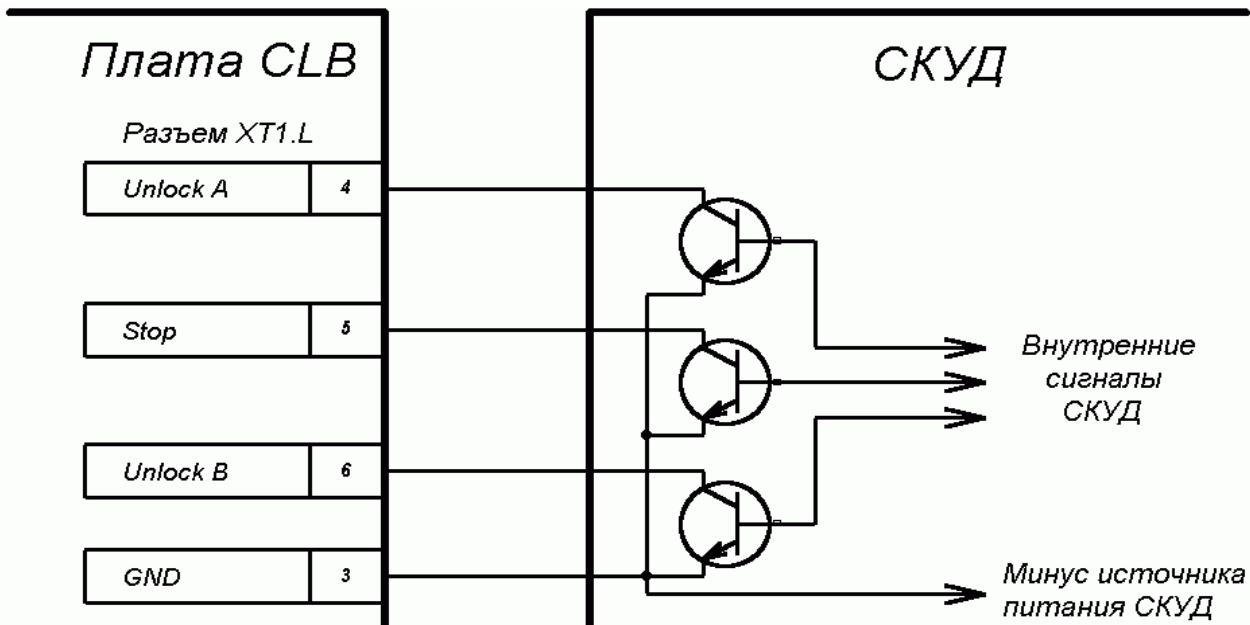 Плата CLB
СКУД
Разъем XT1.L
Unlock A 4
Stop 5
Внутренние
сигналы
СКУД
Unlock B 6
GND 3
Минус источника
питания СКУД